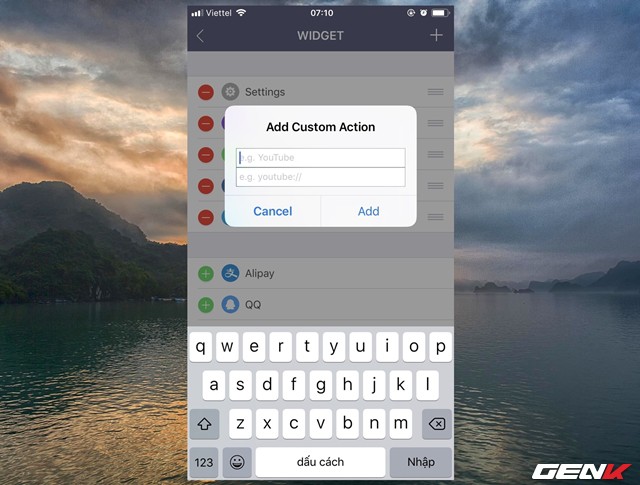 Viettel 07:10
WIDGET
Settings
Add Custom Action
e.g. YouTube
e.g. youtube://
Cancel Add
Alipay
QQ
q w e r t y u i o p
a s d f g h j k l
z x c v b n m
123 dấu cách Nhập
GENK